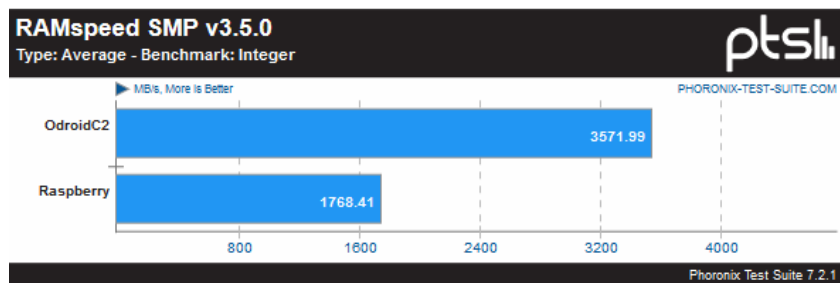 RAMspeed SMP v3.5.0
Type: Average - Benchmark: Integer
ptsl
MB/s, More Is Better
PHORONIX-TEST-SUITE.COM
OdroidC2
3571.99
Raspberry
1768.41
800 1600 2400 3200 4000
Phoronix Test Suite 7.2.1